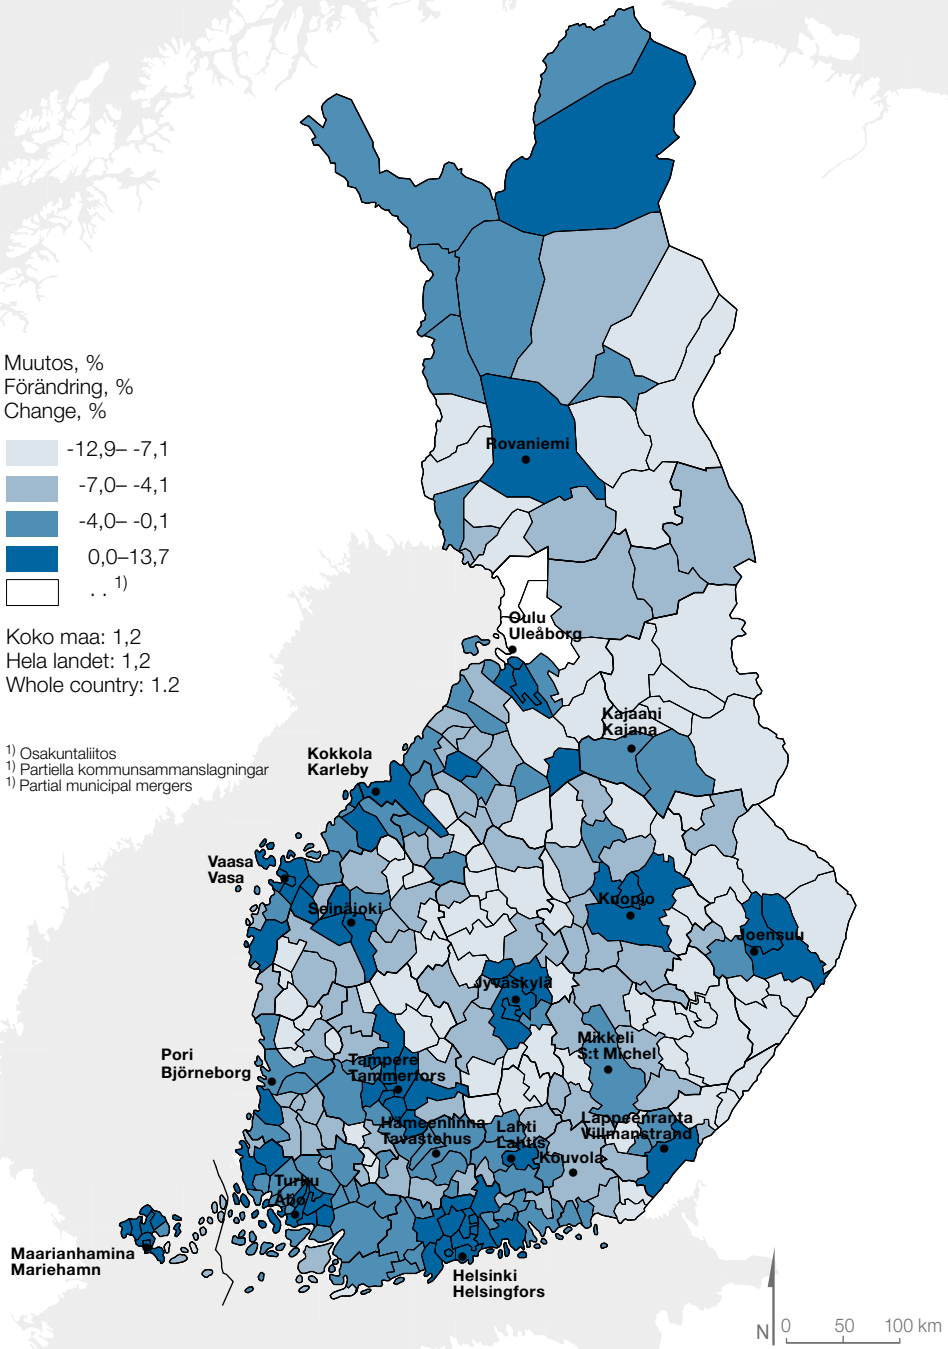 Muutos, %
Förändring, %
Change, %
-12,9– -7,1
-7,0– -4,1
-4,0– -0,1
0,0–13,7
. . 1)
Koko maa: 1,2
Hela landet: 1,2
Whole country: 1.2
1) Osakuntaliitos
1) Partiella kommunsammanslagningar
1) Partial municipal mergers
Rovaniemi
Oulu
Uleåborg
Kajaani
Kajana
Kokkola
Karleby
Vaasa
Vasa
Seinäjoki
Kuopio
Joensuu
Jyväskylä
Mikkeli
S:t Michel
Pori
Björneborg
Tampere
Tammerfors
Hämeenlinna
Tavastehus
Lahti
Lahtis
Kouvola
Lappeenranta
Villmanstrand
Turku
Åbo
Maarianhamina
Mariehamn
Helsinki
Helsingfors
N
0 50 100 km